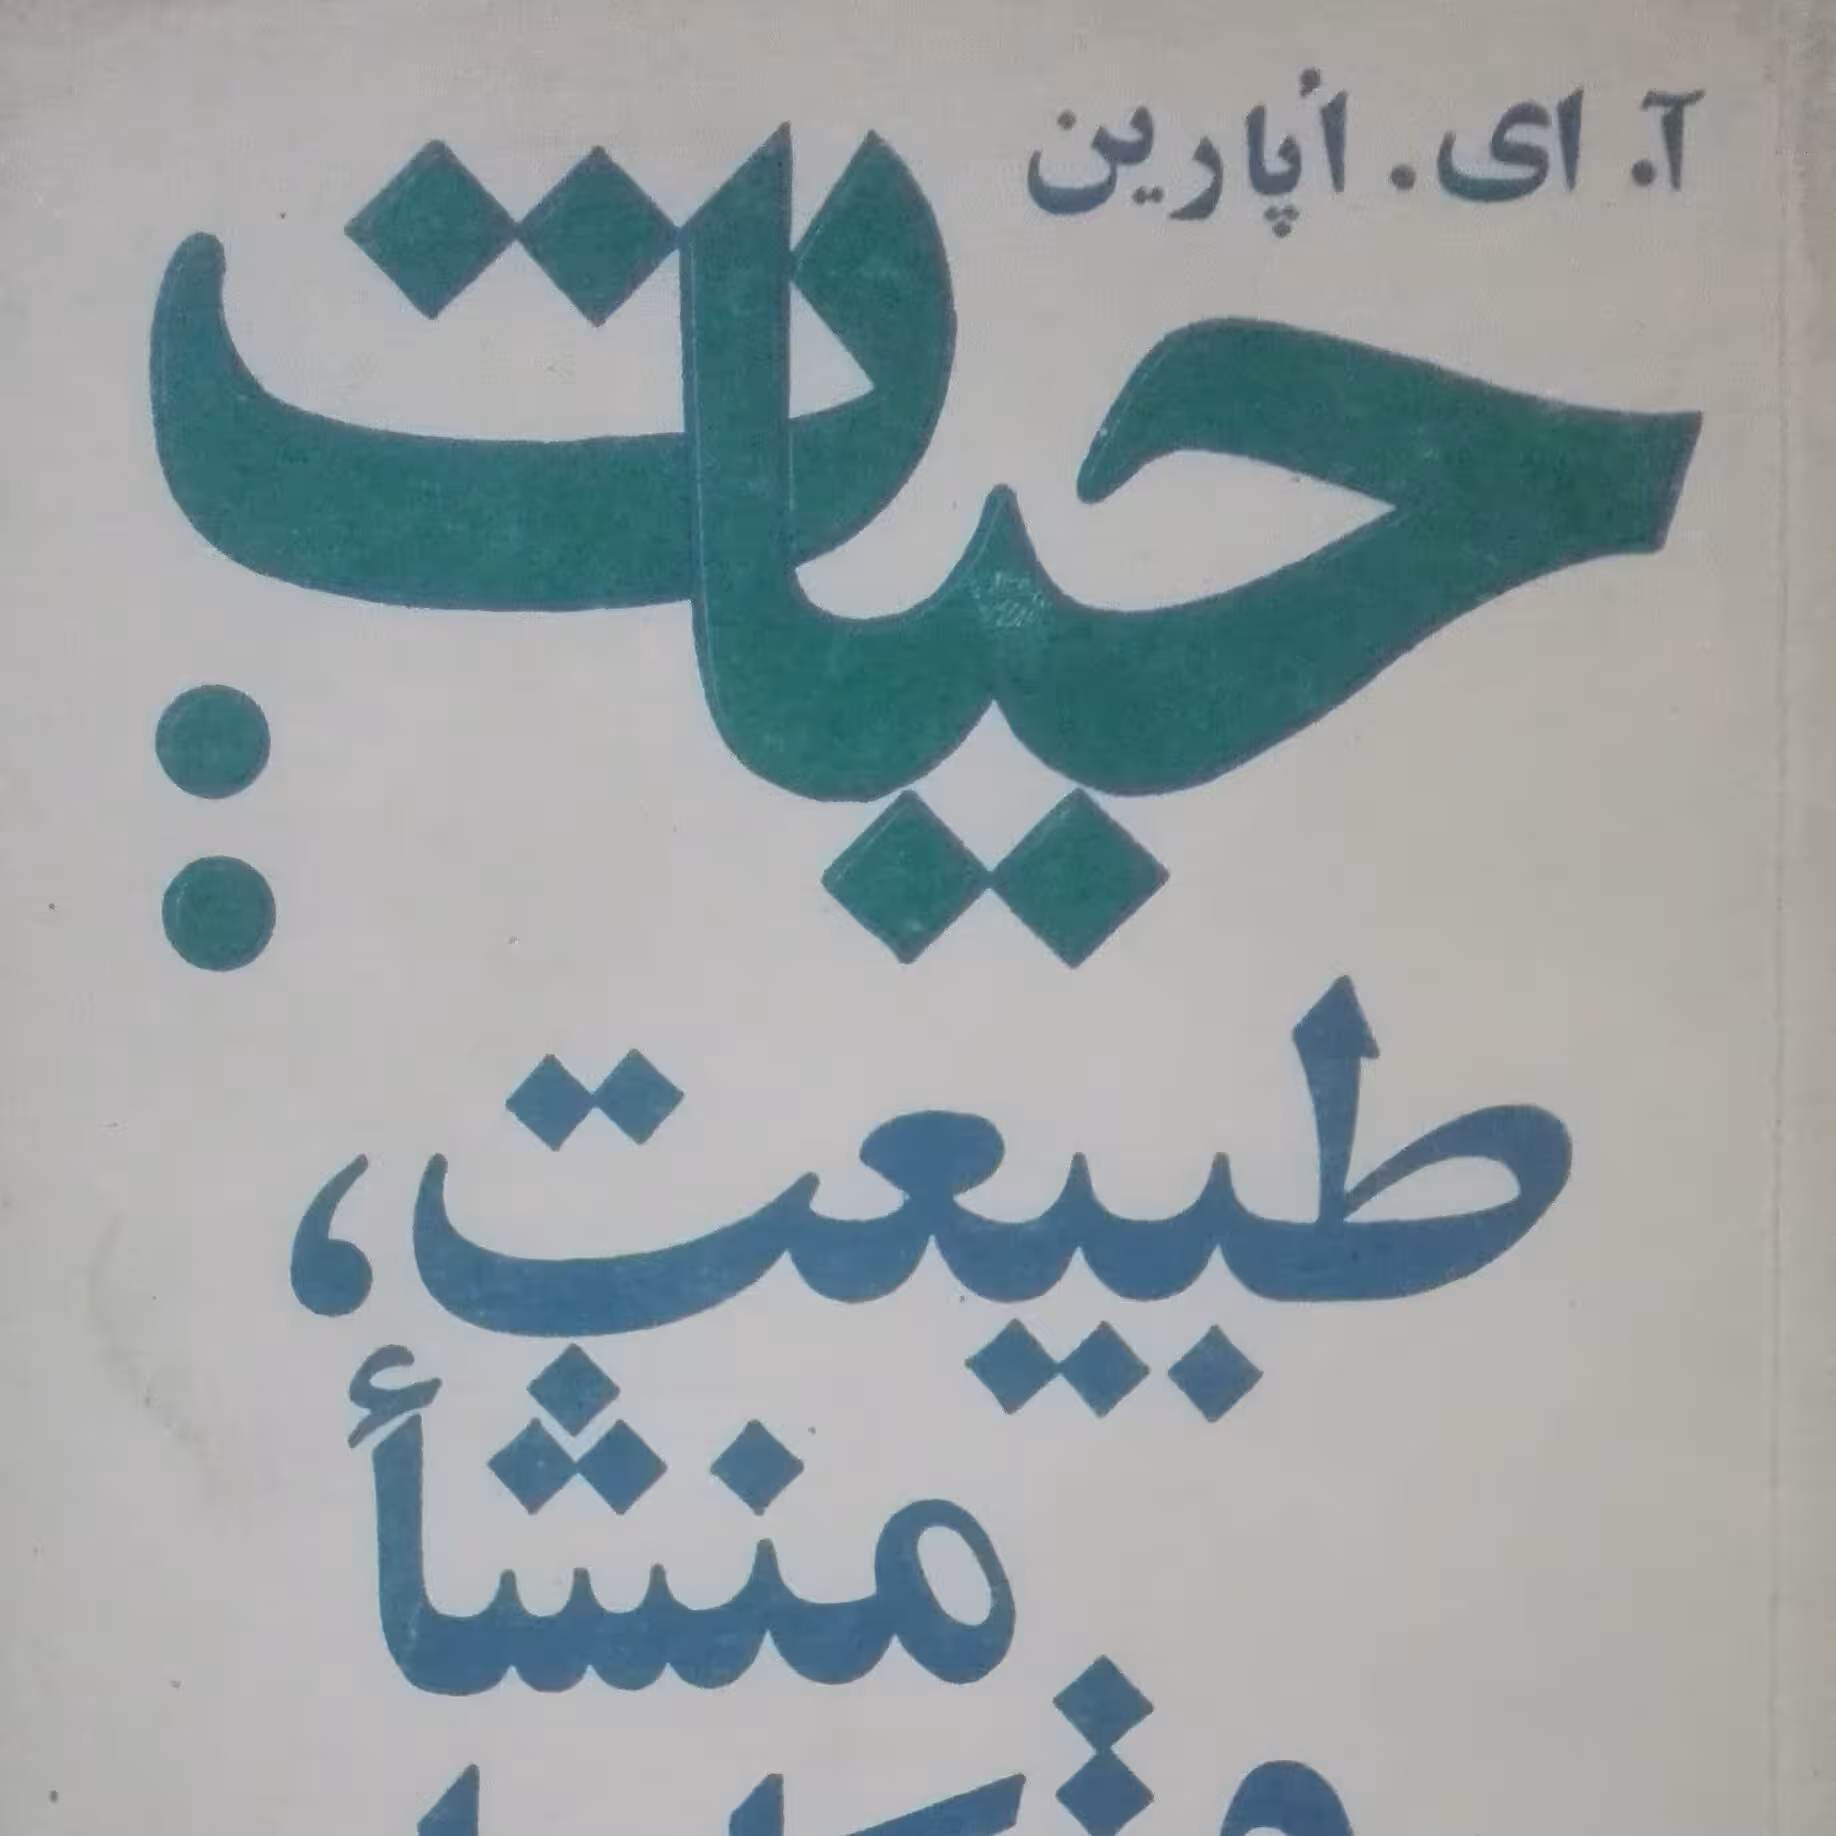 آ. ای. اُپارین
حیات:
طبیعت،
منشأ